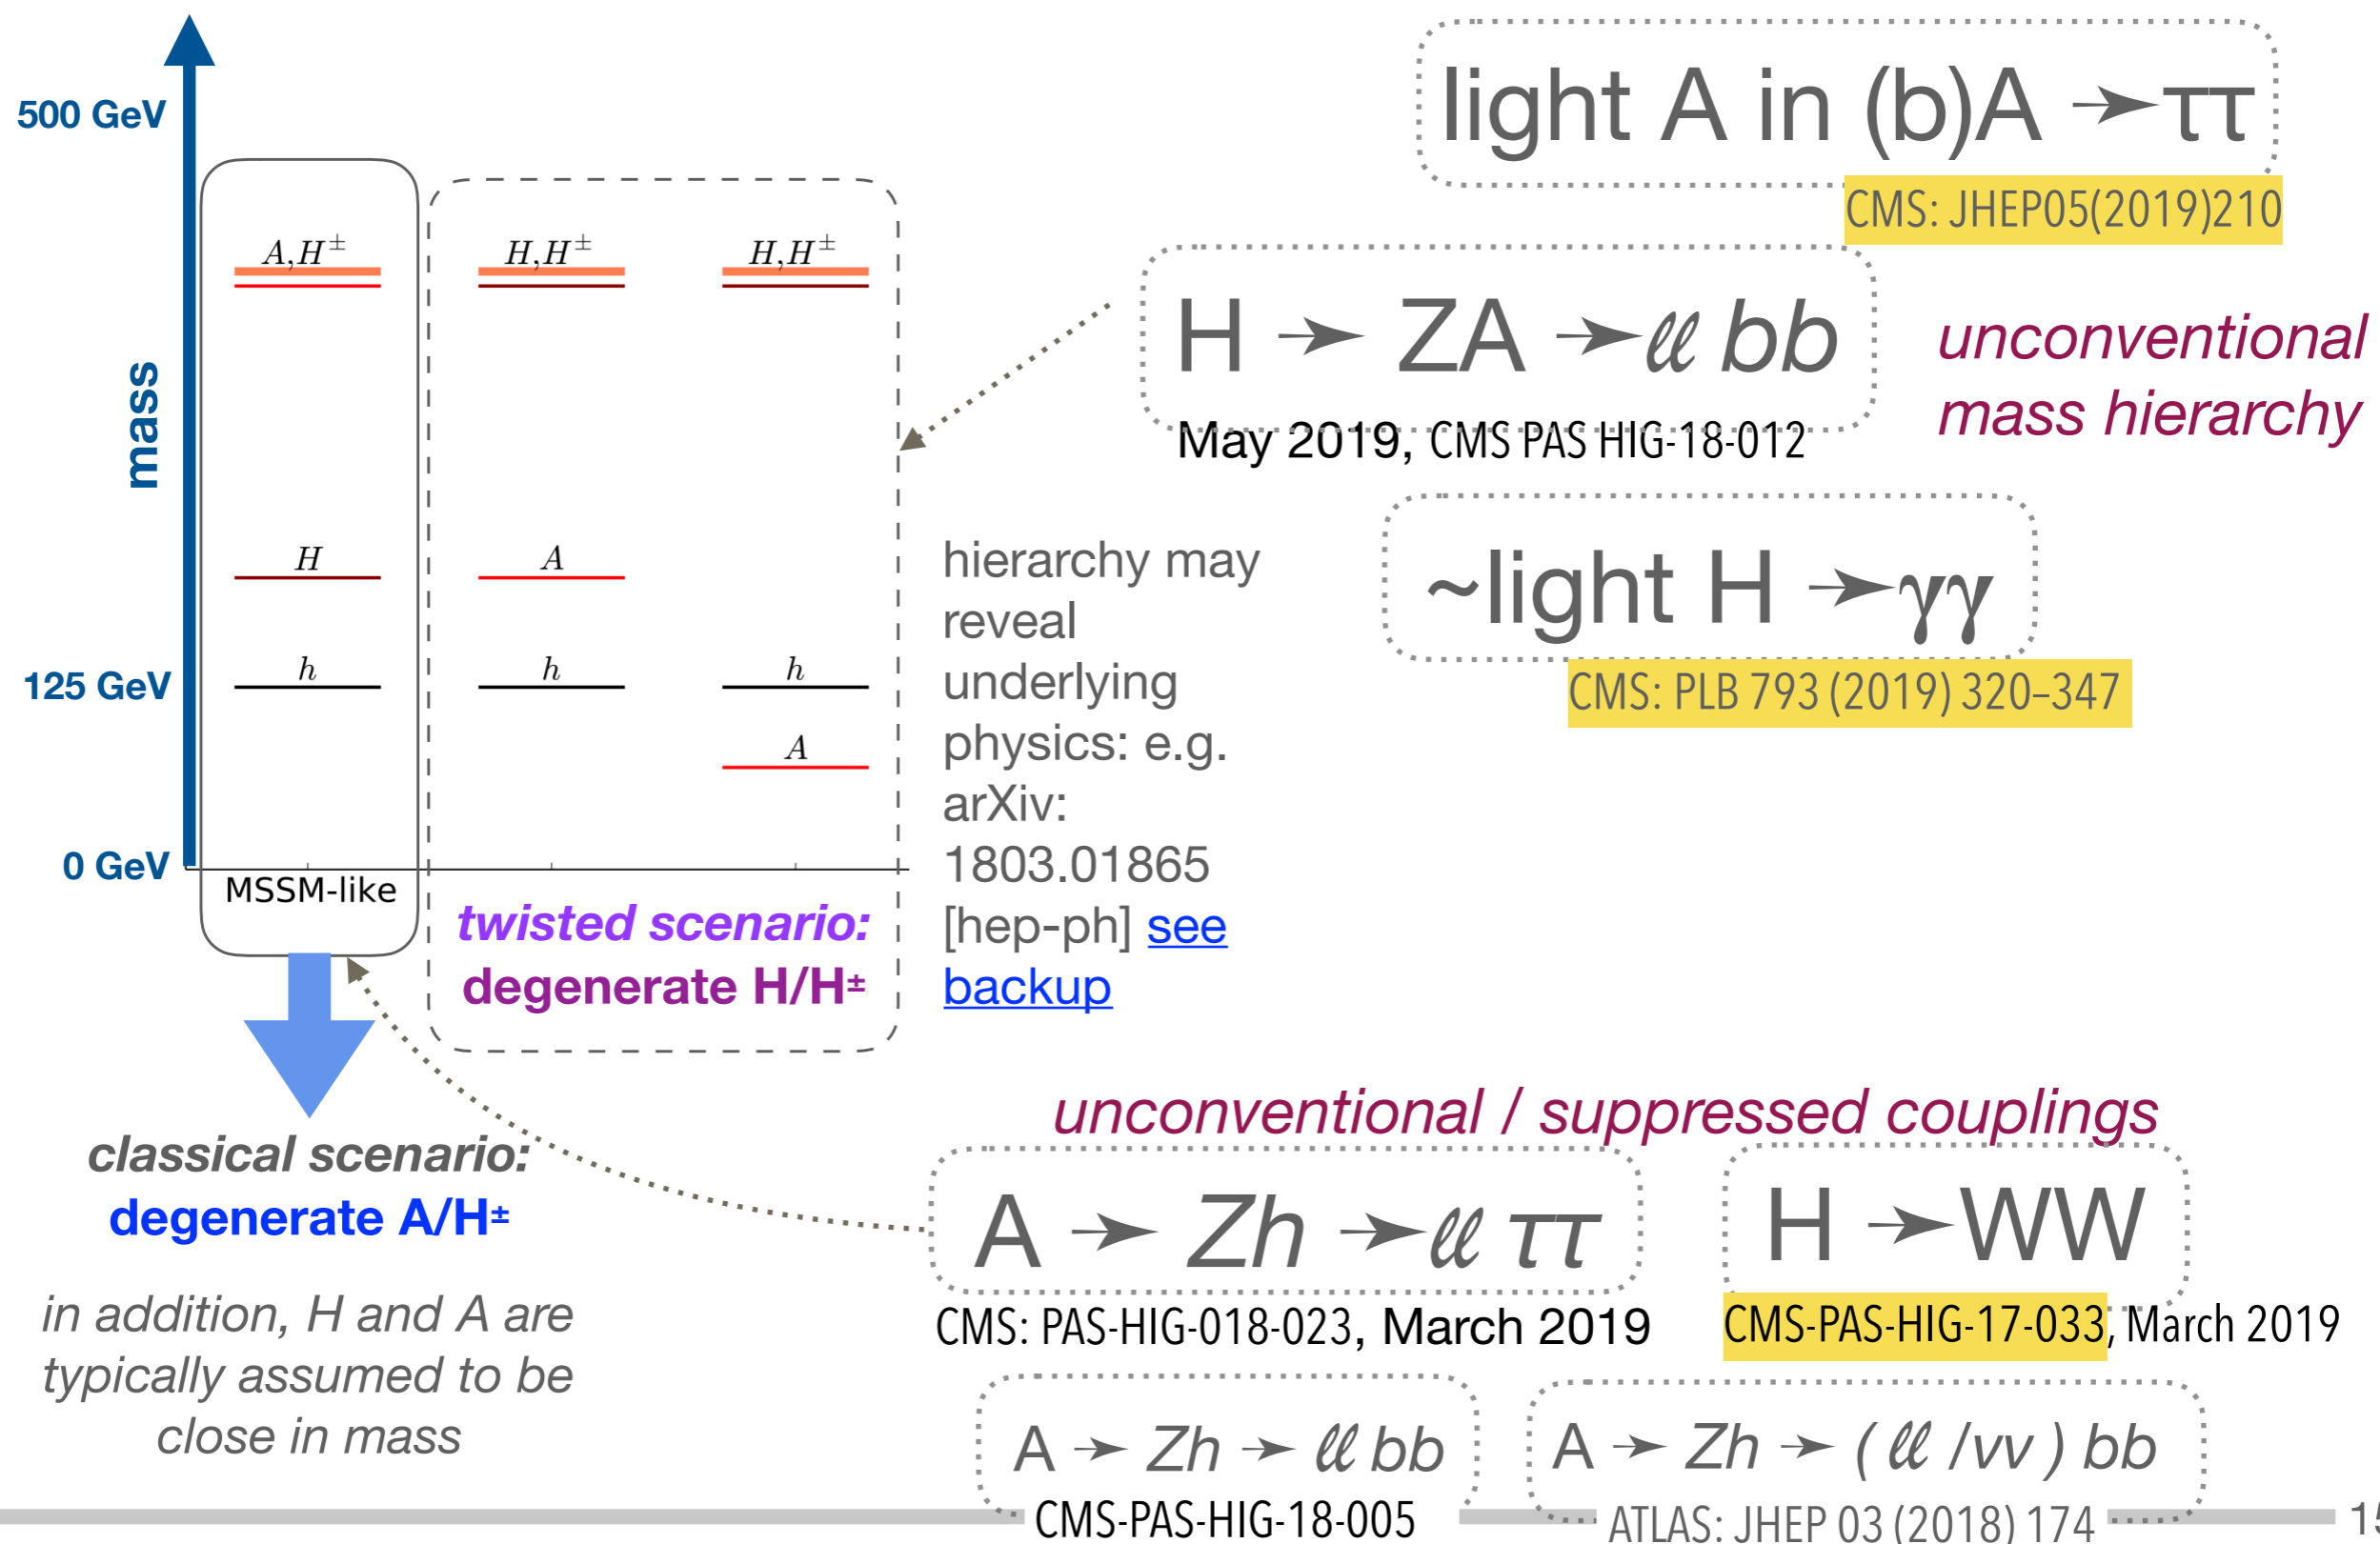 500 GeV
mass
125 GeV
0 GeV
A,H±
H
h
MSSM-like
H,H±
A
h
H,H±
h
A
twisted scenario:
degenerate H/H±
classical scenario:
degenerate A/H±
in addition, H and A are
typically assumed to be
close in mass
hierarchy may
reveal
underlying
physics: e.g.
arXiv:
1803.01865
[hep-ph] see
backup
light A in (b)A ➛ττ
CMS: JHEP05(2019)210
H ➛ ZA ➛ℓℓ bb
May 2019, CMS PAS HIG-18-012
unconventional
mass hierarchy
~light H ➛γγ
CMS: PLB 793 (2019) 320–347
unconventional / suppressed couplings
A ➛ Zh ➛ℓℓ ττ
CMS: PAS-HIG-018-023, March 2019
H ➛WW
CMS-PAS-HIG-17-033, March 2019
A ➛ Zh ➛ ℓℓ bb
CMS-PAS-HIG-18-005
A ➛ Zh ➛ ( ℓℓ /νν ) bb
ATLAS: JHEP 03 (2018) 174